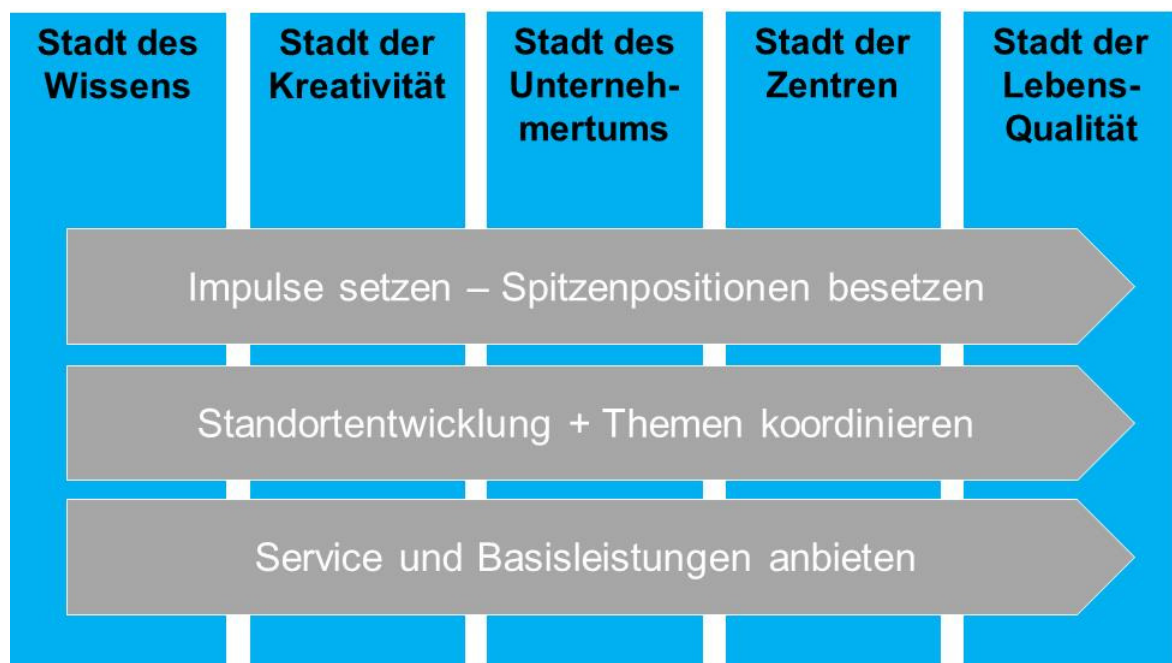 Stadt des
Wissens
Stadt der
Kreativität
Stadt des
Unterneh-
mertums
Stadt der
Zentren
Stadt der
Lebens-
Qualität
Impulse setzen – Spitzenpositionen besetzen
Standortentwicklung + Themen koordinieren
Service und Basisleistungen anbieten